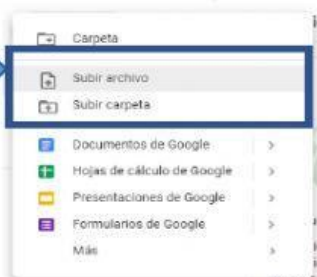 Carpeta
Subir archivo
Subir carpeta
Documentos de Google
Hojas de cálculo de Google
Presentaciones de Google
Formularios de Google
Más